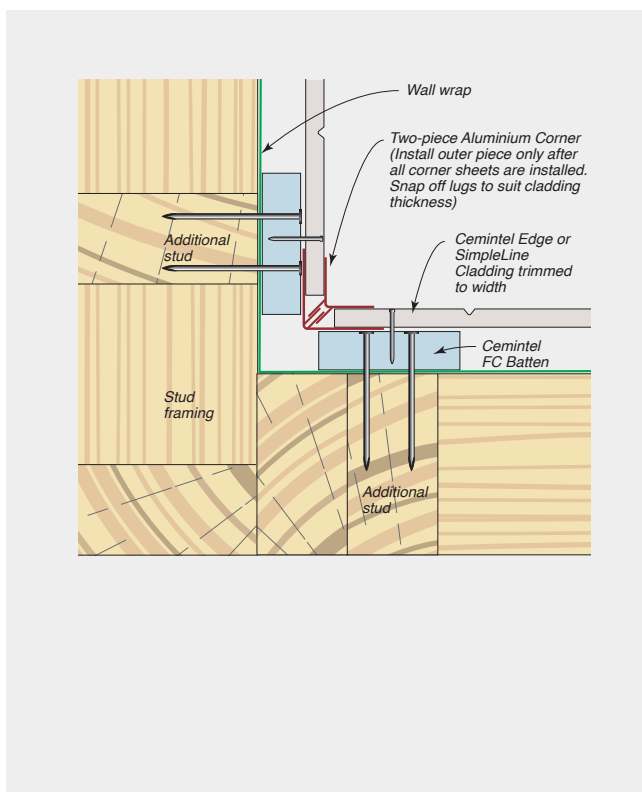 Wall wrap
Two-piece Aluminium Corner
(Install outer piece only after
all corner sheets are installed.
Snap off lugs to suit cladding
thickness)
Additional
stud
Cemintel Edge or
SimpleLine
Cladding trimmed
to width
Cemintel
FC Batten
Stud
framing
Additional
stud